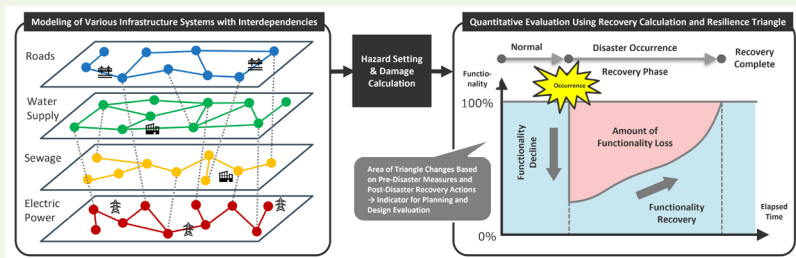 Modeling of Various Infrastructure Systems with Interdependencies
Roads
Water
Supply
Sewage
Electric
Power
Hazard Setting
& Damage
Calculation
Quantitative Evaluation Using Recovery Calculation and Resilience Triangle
Normal
Disaster Occurrence
Recovery
Complete
Recovery Phase
Functio-
nality
Occurrence
100%
Functionality
Decline
Amount of
Functionality Loss
Area of Triangle Changes Based
on Pre-Disaster Measures and
Post-Disaster Recovery Actions
→ Indicator for Planning and
Design Evaluation
Functionality
Recovery
Elapsed
Time
0%